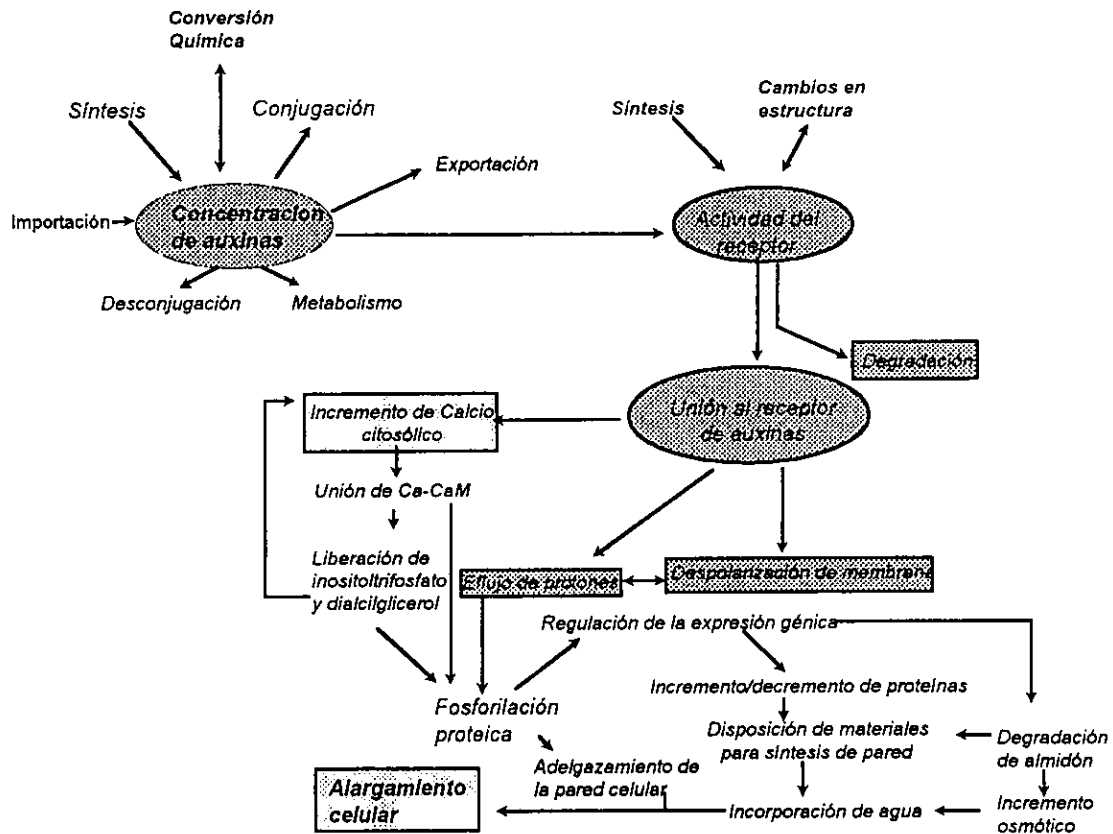 Conversión
Química
Síntesis
Conjugación
Exportación
Importación
Concentracion
de auxinas
Desconjugación
Metabolismo
Síntesis
Cambios en
estructura
Actividad del
receptor
Degradación
Unión al receptor
de auxinas
Incremento de Calcio
citosólico
Unión de Ca-CaM
Liberación de
inositoltrifosfato
y dialcilglicerol
Eflujo de protones
Despolarización de membrana
Regulación de la expresión génica
Incremento/decremento de proteínas
Fosforilación
proteica
Disposición de materiales
para síntesis de pared
Degradación
de almidón
Adelgazamiento de
la pared celular
Alargamiento
celular
Incorporación de agua
Incremento
osmótico